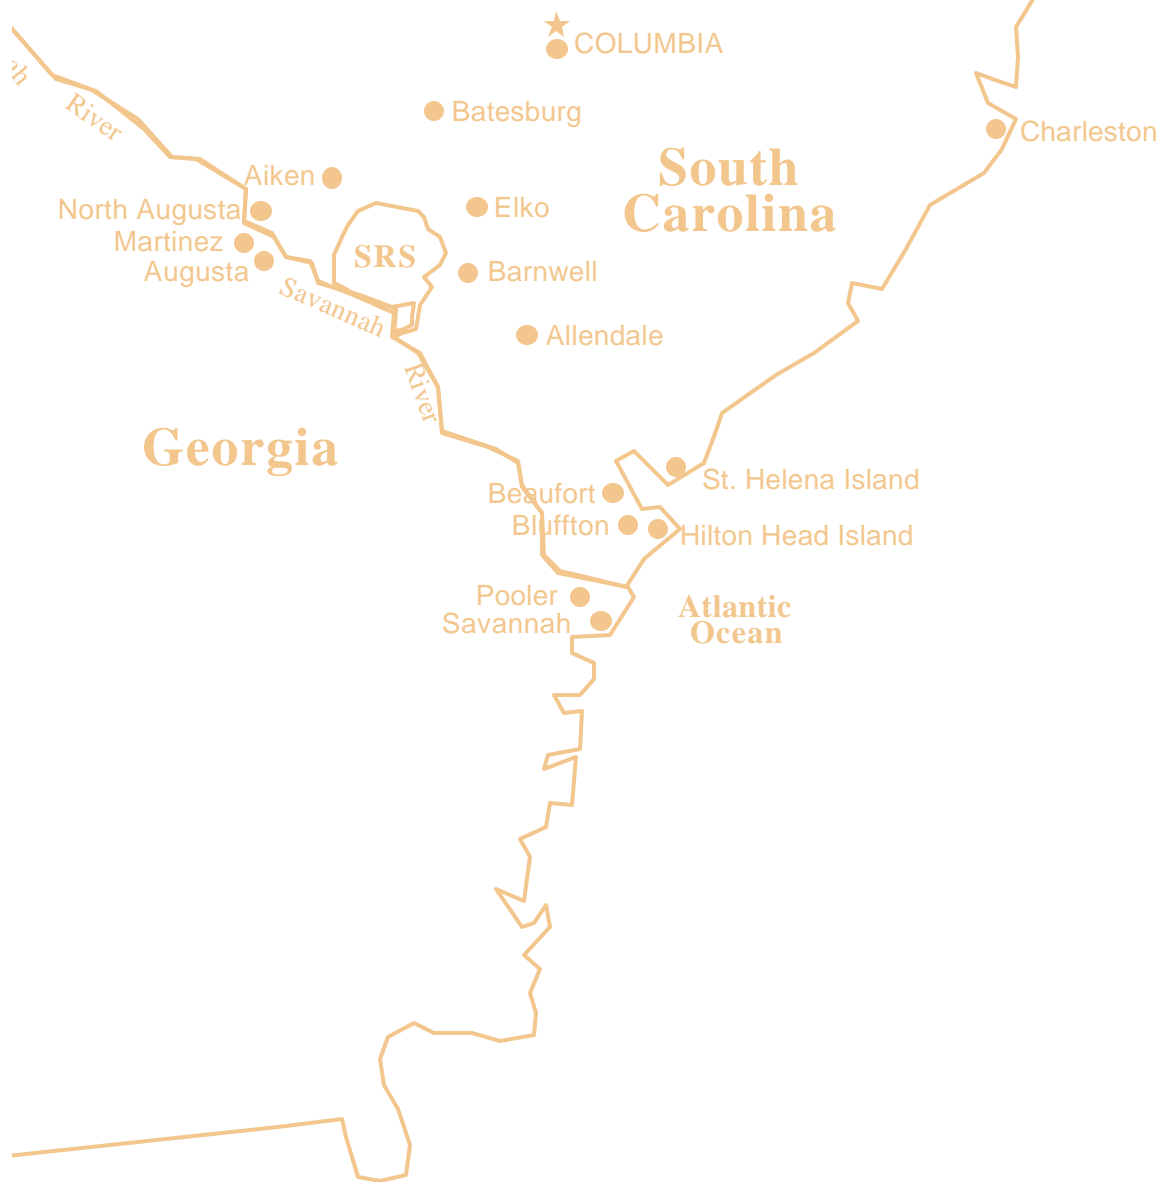 COLUMBIA
River
Batesburg
Charleston
South
Carolina
Aiken
North Augusta
Elko
Martinez
SRS
Augusta
Barnwell
Savannah
Allendale
River
Georgia
St. Helena Island
Beaufort
Bluffton
Hilton Head Island
Pooler
Atlantic
Savannah
Ocean